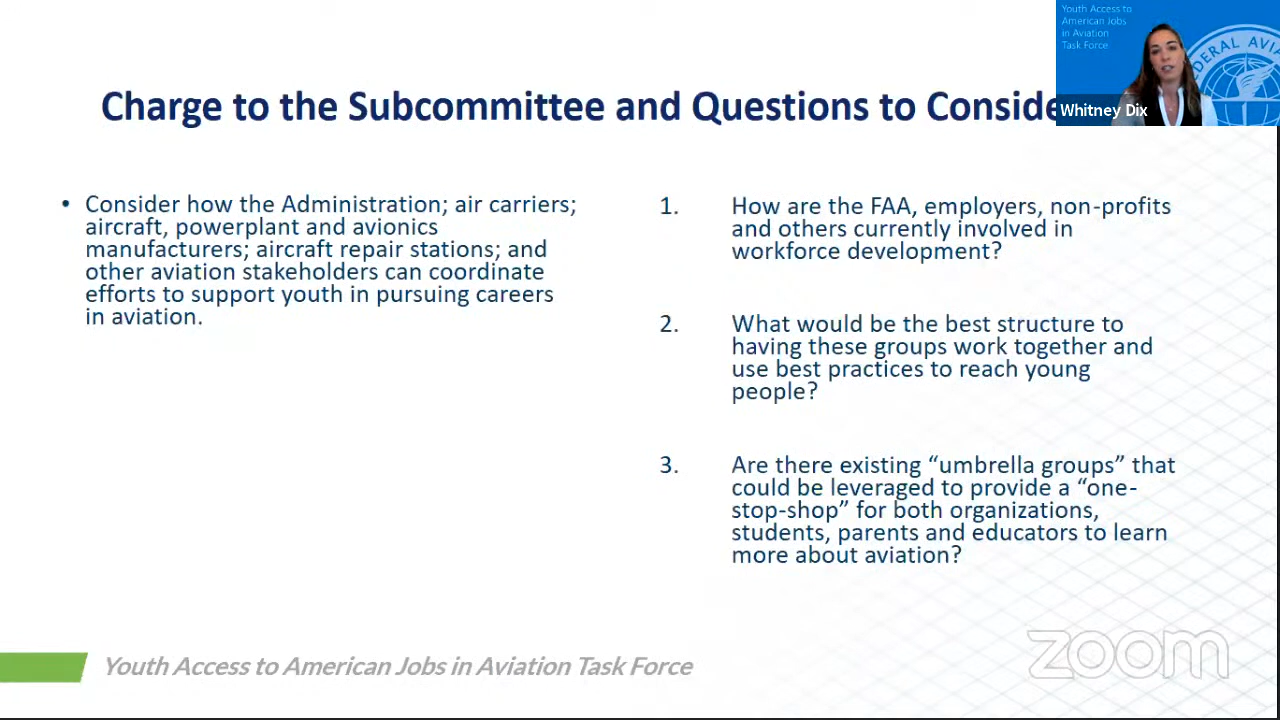 Youth Access to
American Jobs
in Aviation
Task Force
Whitney Dix
Charge to the Subcommittee and Questions to Conside
• Consider how the Administration; air carriers;
aircraft, powerplant and avionics
manufacturers; aircraft repair stations; and
other aviation stakeholders can coordinate
efforts to support youth in pursuing careers
in aviation.
1. How are the FAA, employers, non-profits
and others currently involved in
workforce development?
2. What would be the best structure to
having these groups work together and
use best practices to reach young
people?
3. Are there existing “umbrella groups” that
could be leveraged to provide a “one-
stop-shop” for both organizations,
students, parents and educators to learn
more about aviation?
Youth Access to American Jobs in Aviation Task Force
zoom